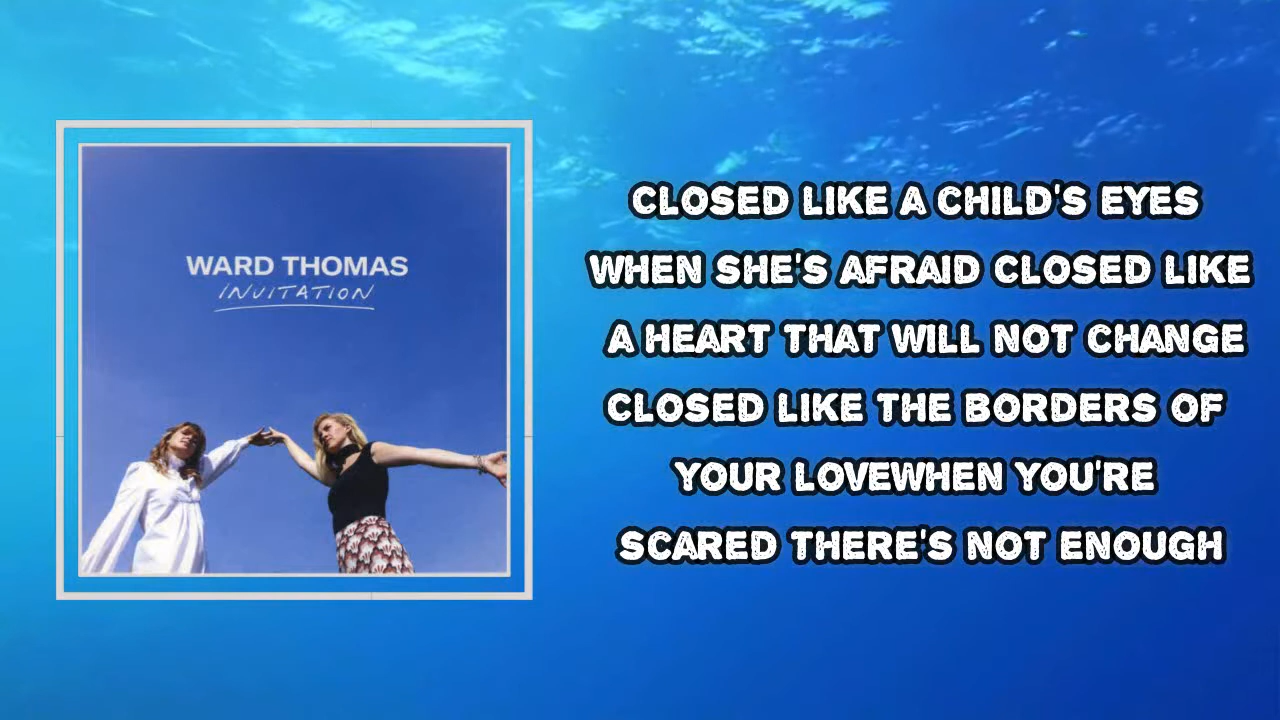 WARD THOMAS
INVITATION
CLOSED LIKE A CHILD'S EYES
WHEN SHE'S AFRAID CLOSED LIKE
A HEART THAT WILL NOT CHANGE
CLOSED LIKE THE BORDERS OF
YOUR LOVEWHEN YOU'RE
SCARED THERE'S NOT ENOUGH